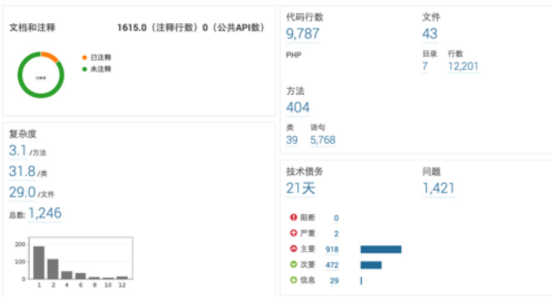 文档和注释
1615.0（注释行数）0（公共API数）
已注释
未注释
复杂度
3.1 /方法
31.8 /类
29.0 /文件
总数: 1,246
200
100
0
1 2 4 6 8 10 12
代码行数 文件
9,787 43
PHP 目录 行数
7 12,201
方法
404
类 语句
39 5,768
技术债务 问题
21天 1,421
阻断 0
严重 2
主要 918
次要 472
信息 29